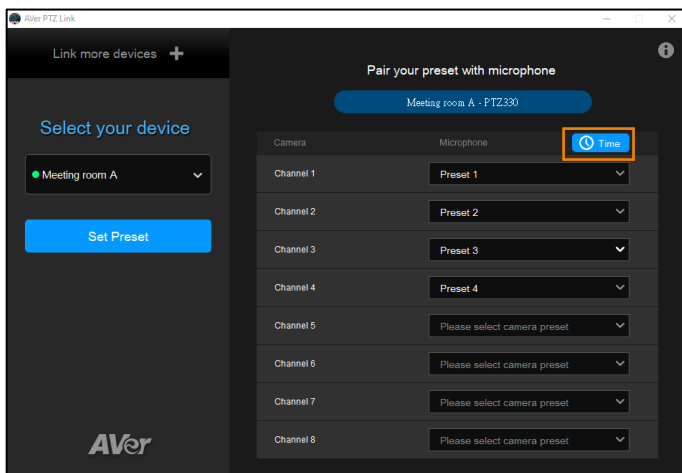 AVer PTZ Link
Link more devices +
Pair your preset with microphone
Meeting room A - PTZ330
Select your device
Camera Microphone Time
Meeting room A
Channel 1 Preset 1
Channel 2 Preset 2
Set Preset
Channel 3 Preset 3
Channel 4 Preset 4
Channel 5 Please select camera preset
Channel 6 Please select camera preset
Channel 7 Please select camera preset
Channel 8 Please select camera preset
AVer